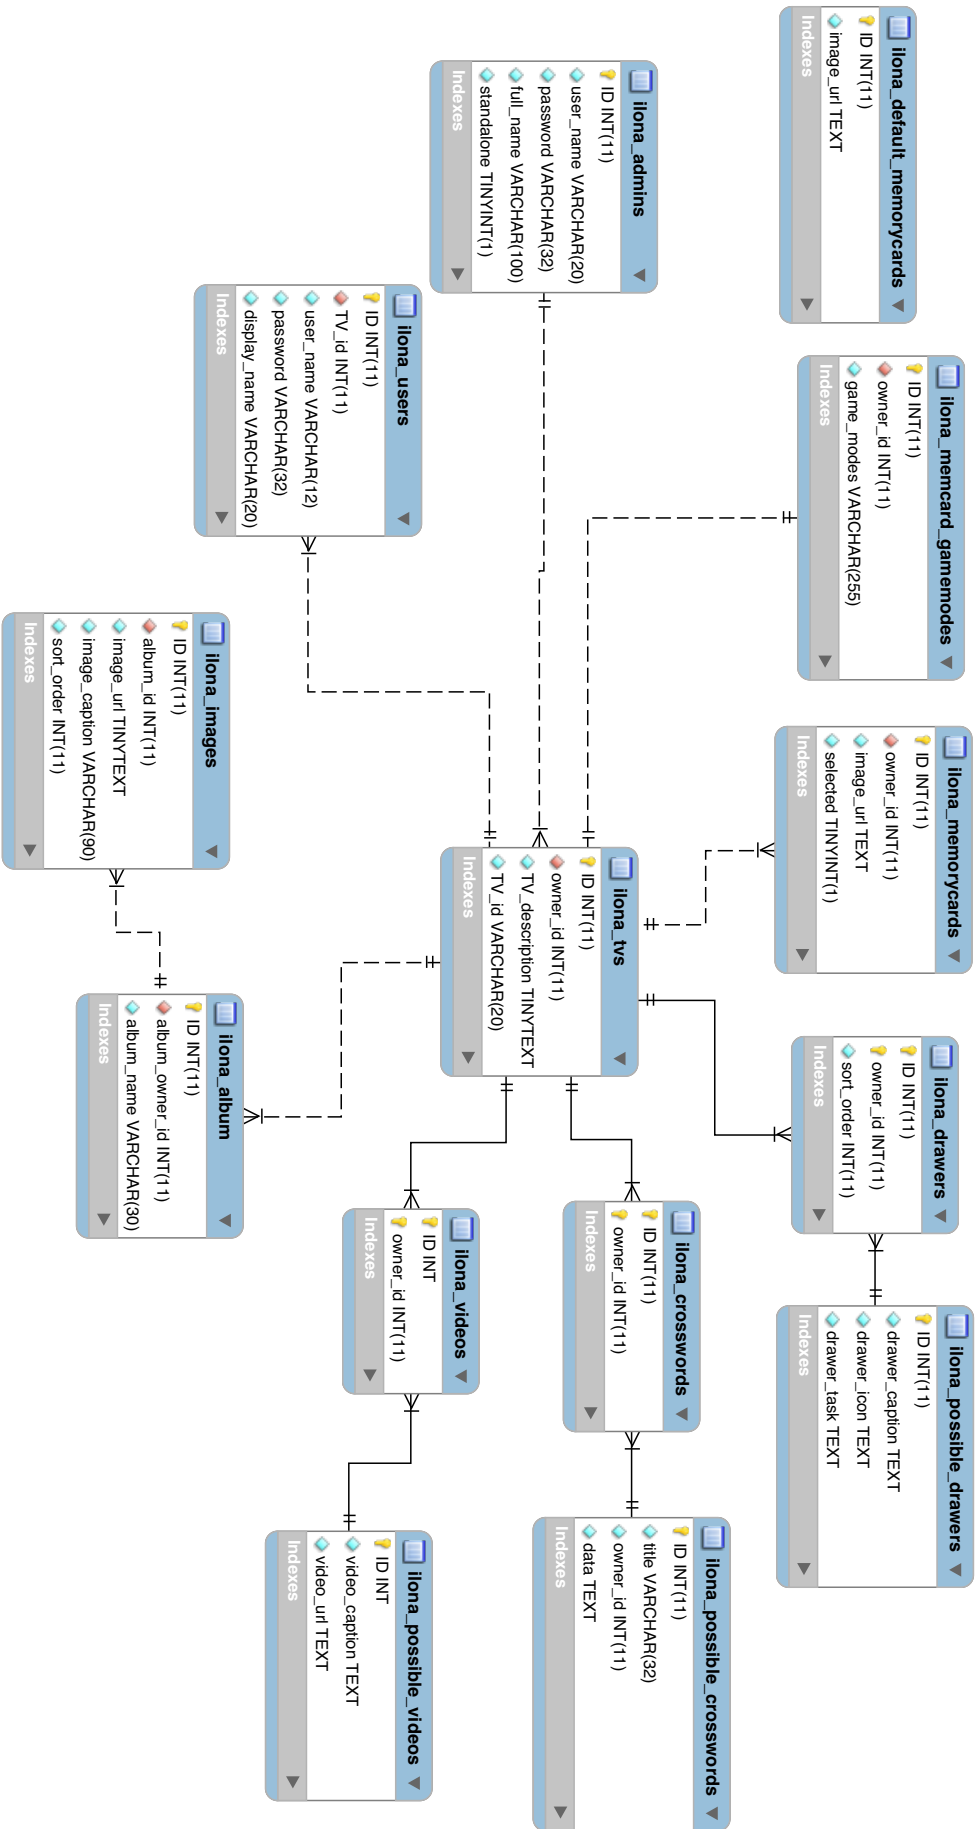 ilona_default_memorycards
ID INT(11)
image_url TEXT
Indexes
ilona_memcard_gamemodes
ID INT(11)
owner_id INT(11)
game_modes VARCHAR(255)
Indexes
ilona_memorycards
ID INT(11)
owner_id INT(11)
image_url TEXT
selected TINYINT(1)
Indexes
ilona_drawers
ID INT(11)
owner_id INT(11)
sort_order INT(11)
Indexes
ilona_possible_drawers
ID INT(11)
drawer_caption TEXT
drawer_icon TEXT
drawer_task TEXT
Indexes
ilona_admins
ID INT(11)
user_name VARCHAR(20)
password VARCHAR(32)
full_name VARCHAR(100)
standalone TINYINT(1)
Indexes
ilona_tvs
ID INT(11)
owner_id INT(11)
TV_description TINYTEXT
TV_id VARCHAR(20)
Indexes
ilona_crosswords
ID INT(11)
owner_id INT(11)
Indexes
ilona_possible_crosswords
ID INT(11)
title VARCHAR(32)
owner_id INT(11)
data TEXT
Indexes
ilona_users
ID INT(11)
TV_id INT(11)
user_name VARCHAR(12)
password VARCHAR(32)
display_name VARCHAR(20)
Indexes
ilona_videos
ID INT
owner_id INT(11)
Indexes
ilona_possible_videos
ID INT
video_caption TEXT
video_url TEXT
Indexes
ilona_images
ID INT(11)
album_id INT(11)
image_url TINYTEXT
image_caption VARCHAR(90)
sort_order INT(11)
Indexes
ilona_album
ID INT(11)
album_owner_id INT(11)
album_name VARCHAR(30)
Indexes